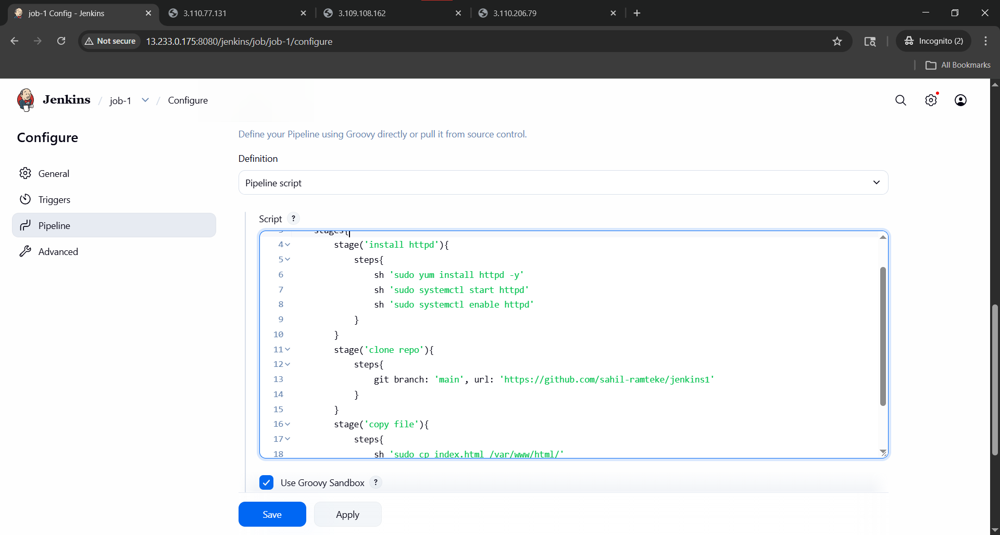 job-1 Config - Jenkins
3.110.77.131
3.109.108.162
3.110.206.79
Not secure
13.233.0.175:8080/jenkins/job/job-1/configure
Incognito (2)
All Bookmarks
Jenkins / job-1 / Configure
Configure
General
Triggers
Pipeline
Advanced
Define your Pipeline using Groovy directly or pull it from source control.
Definition
Pipeline script
Script ?
3 stages{
4 stage('install httpd'){
5 steps{
6 sh 'sudo yum install httpd -y'
7 sh 'sudo systemctl start httpd'
8 sh 'sudo systemctl enable httpd'
9 }
10 }
11 stage('clone repo'){
12 steps{
13 git branch: 'main', url: 'https://github.com/sahil-ramteke/jenkins1'
14 }
15 }
16 stage('copy file'){
17 steps{
18 sh 'sudo cp index.html /var/www/html/'
Use Groovy Sandbox ?
Save
Apply